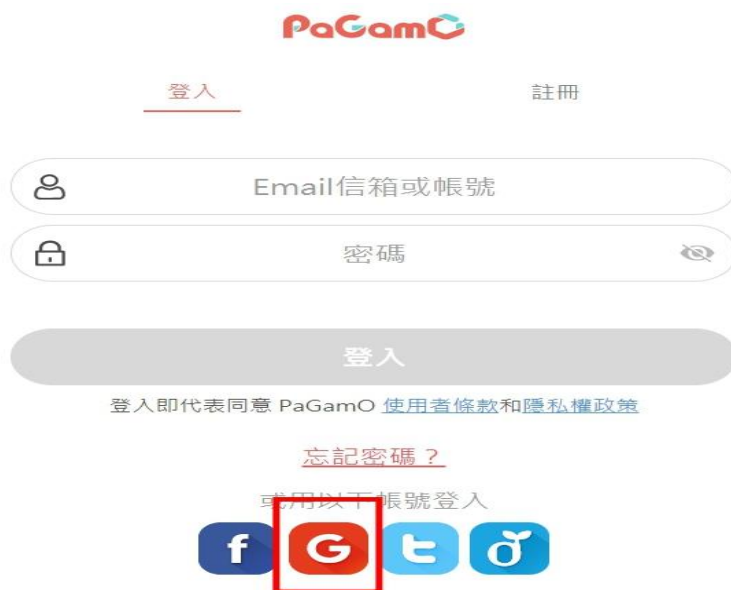 PaGamO
登入 註冊
Email信箱或帳號
密碼
登入
登入即代表同意 PaGamO 使用者條款和隱私權政策
忘記密碼？
或用以下帳號登入
f G t